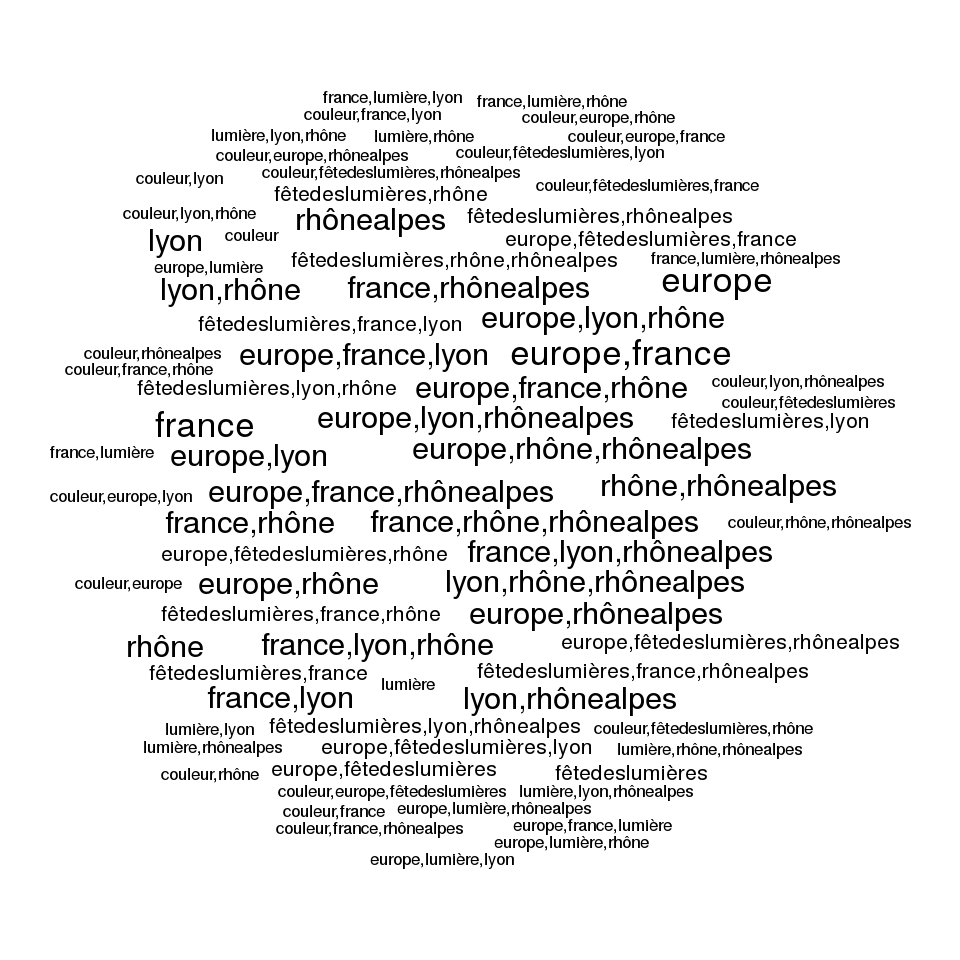 france,lumière,lyon
france,lumière,rhône
couleur,france,lyon
couleur,europe,rhône
lumière,lyon,rhône
lumière,rhône
couleur,europe,france
couleur,europe,rhônealpes
couleur,fêtedeslumières,lyon
couleur,lyon
couleur,fêtedeslumières,rhônealpes
couleur,fêtedeslumières,france
fêtedeslumières,rhône
couleur,lyon,rhône
rhônealpes
fêtedeslumières,rhônealpes
lyon
couleur
europe,fêtedeslumières,france
europe,lumière
fêtedeslumières,rhône,rhônealpes
france,lumière,rhônealpes
lyon,rhône
france,rhônealpes
europe
fêtedeslumières,france,lyon
europe,lyon,rhône
couleur,rhônealpes
europe,france,lyon
europe,france
couleur,france,rhône
fêtedeslumières,lyon,rhône
europe,france,rhône
couleur,lyon,rhônealpes
couleur,fêtedeslumières
france
europe,lyon,rhônealpes
fêtedeslumières,lyon
france,lumière
europe,lyon
europe,rhône,rhônealpes
couleur,europe,lyon
europe,france,rhônealpes
rhône,rhônealpes
france,rhône
france,rhône,rhônealpes
couleur,rhône,rhônealpes
europe,fêtedeslumières,rhône
france,lyon,rhônealpes
couleur,europe
europe,rhône
lyon,rhône,rhônealpes
fêtedeslumières,france,rhône
europe,rhônealpes
rhône
france,lyon,rhône
europe,fêtedeslumières,rhônealpes
fêtedeslumières,france
lumière
fêtedeslumières,france,rhônealpes
france,lyon
lyon,rhônealpes
lumière,lyon
fêtedeslumières,lyon,rhônealpes
couleur,fêtedeslumières,rhône
lumière,rhônealpes
europe,fêtedeslumières,lyon
lumière,rhône,rhônealpes
couleur,rhône
europe,fêtedeslumières
fêtedeslumières
couleur,europe,fêtedeslumières
lumière,lyon,rhônealpes
couleur,france
europe,lumière,rhônealpes
couleur,france,rhônealpes
europe,france,lumière
europe,lumière,rhône
europe,lumière,lyon